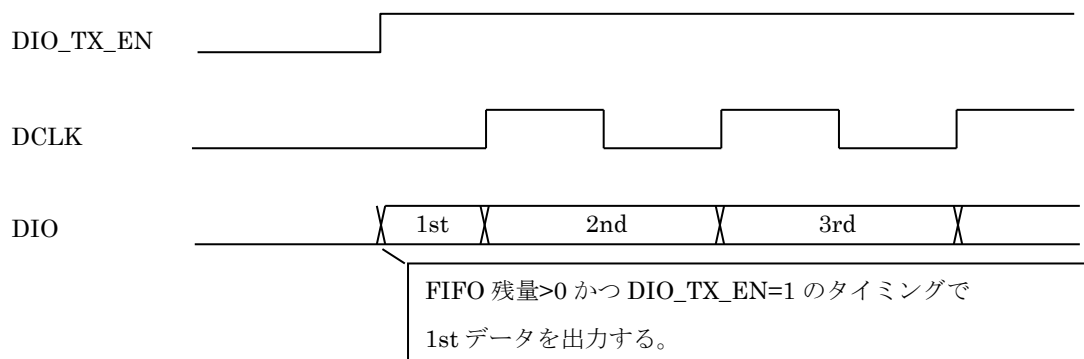 DIO_TX_EN
DCLK
DIO
1st 2nd 3rd
FIFO 残量>0 かつ DIO_TX_EN=1 のタイミングで
1st データを出力する。